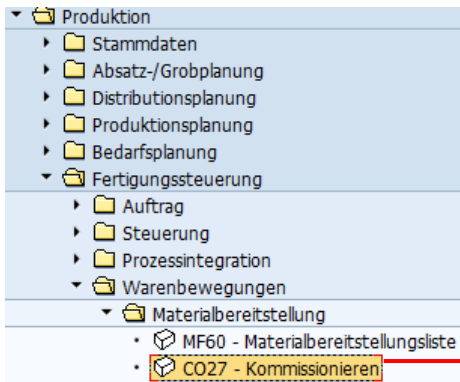 Produktion
Stammdaten
Absatz-/Grobplanung
Distributionsplanung
Produktionsplanung
Bedarfsplanung
Fertigungssteuerung
Auftrag
Steuerung
Prozessintegration
Warenbewegungen
Materialbereitstellung
MF60 - Materialbereitstellungsliste
CO27 - Kommissionieren